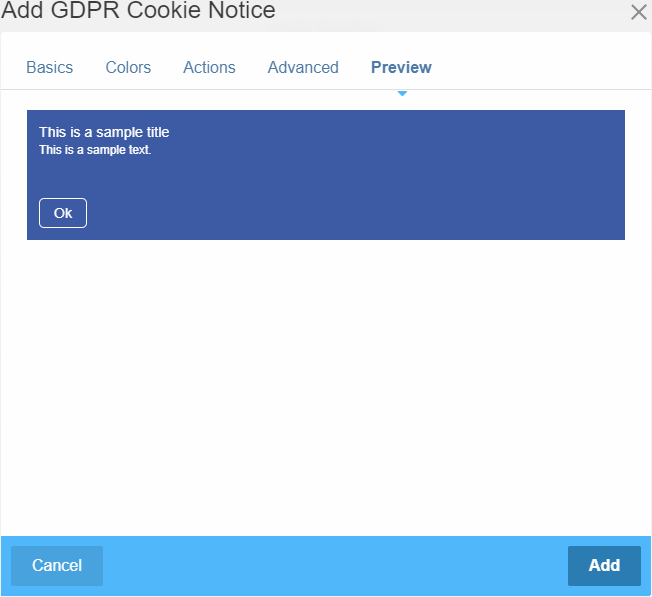 Add GDPR Cookie Notice
Basics Colors Actions Advanced Preview
This is a sample title
This is a sample text.
Ok
Cancel Add